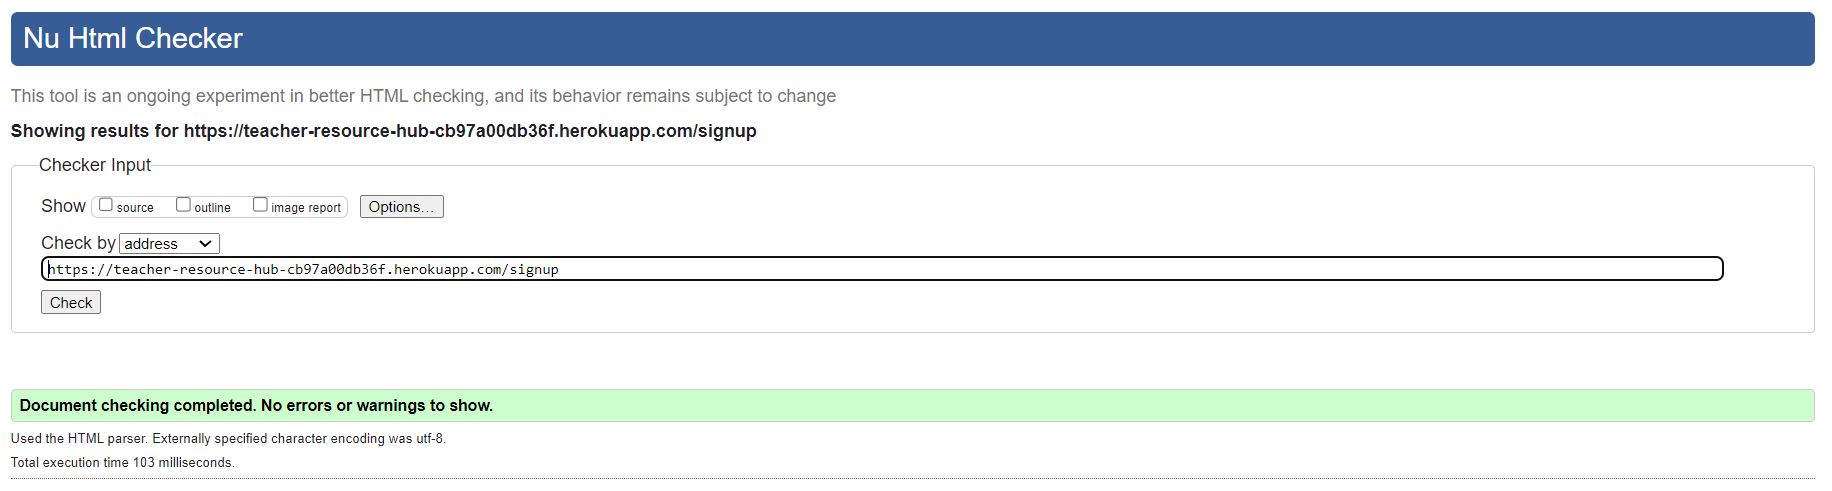 Nu Html Checker
This tool is an ongoing experiment in better HTML checking, and its behavior remains subject to change
Showing results for https://teacher-resource-hub-cb97a00db36f.herokuapp.com/signup
Checker Input
Show source outline image report Options...
Check by address
https://teacher-resource-hub-cb97a00db36f.herokuapp.com/signup
Check
Document checking completed. No errors or warnings to show.
Used the HTML parser. Externally specified character encoding was utf-8.
Total execution time 103 milliseconds.